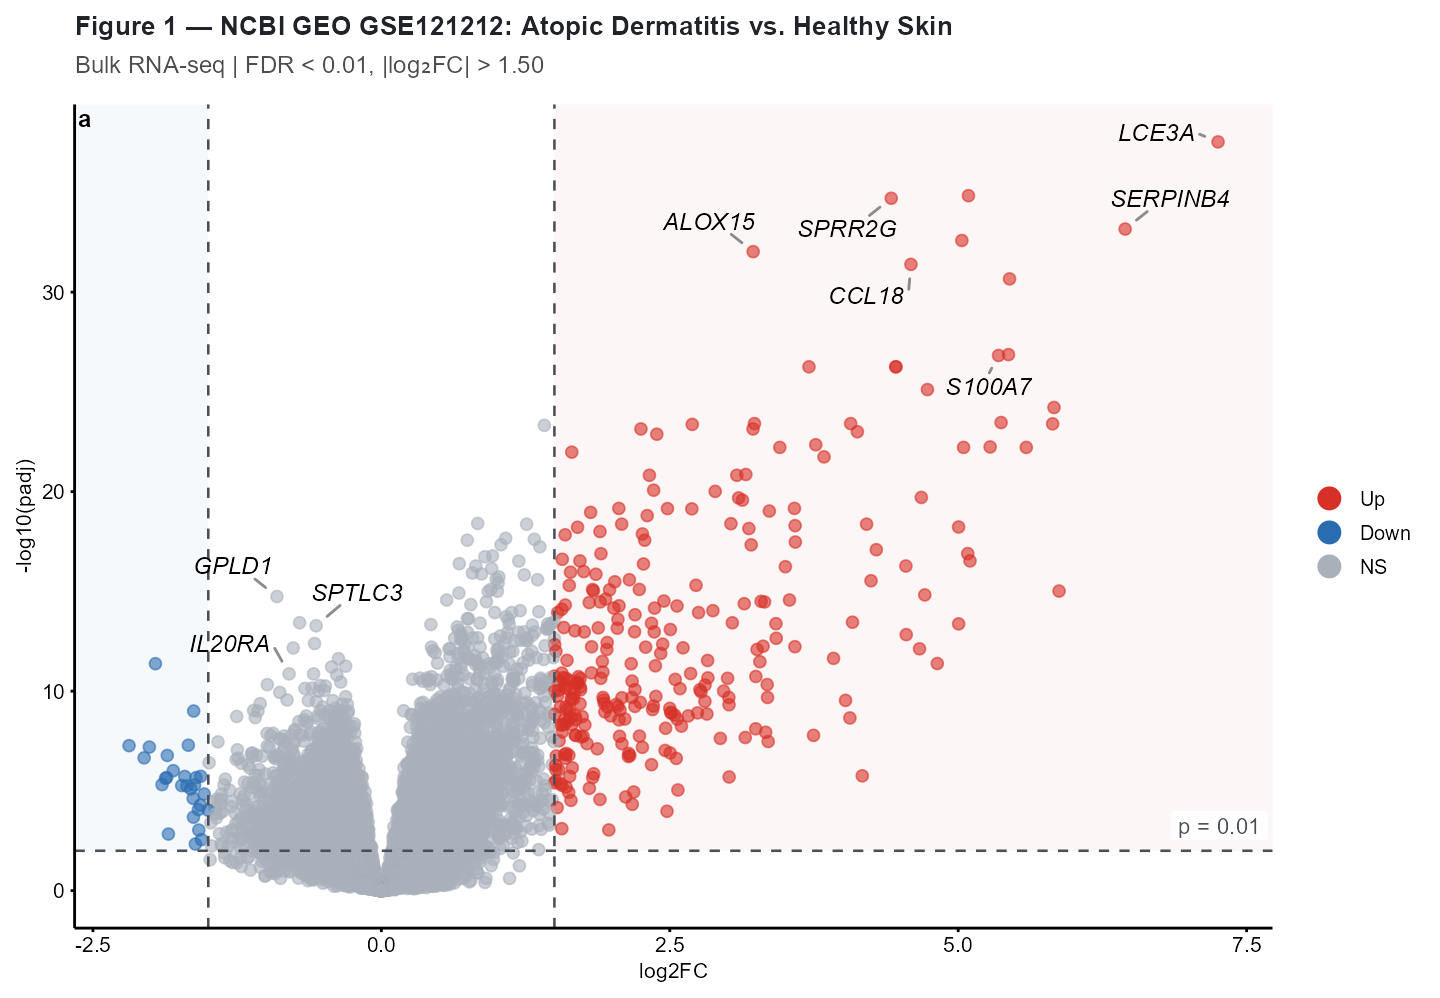 Figure 1 — NCBI GEO GSE121212: Atopic Dermatitis vs. Healthy Skin
Bulk RNA-seq | FDR < 0.01, |log₂FC| > 1.50
a
LCE3A
SERPINB4
ALOX15
SPRR2G
CCL18
S100A7
GPLD1
SPTLC3
IL20RA
p = 0.01
-log10(padj)
30
20
10
0
-2.5
0.0
2.5
5.0
7.5
log2FC
Up
Down
NS